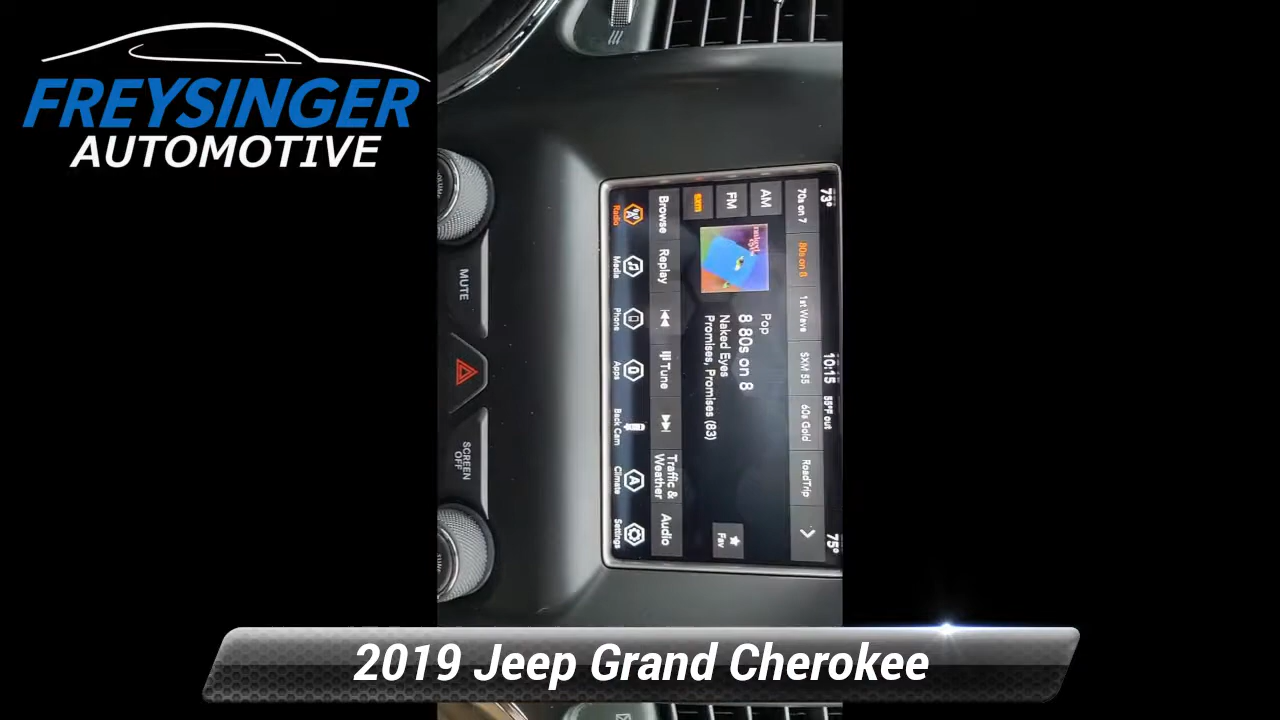 FREYSINGER
AUTOMOTIVE
73° 10:15 55°F out 75°
70s on 7 80s on 8 1st Wave SXM 55 60s Gold RoadTrip
AM
FM
sxm
Pop
8 80s on 8
Naked Eyes
Promises, Promises (83)
Fav
Browse Replay Tune Traffic & Weather Audio
Radio Media Phone Apps Back Cam Climate Settings
MUTE
SCREEN
OFF
2019 Jeep Grand Cherokee